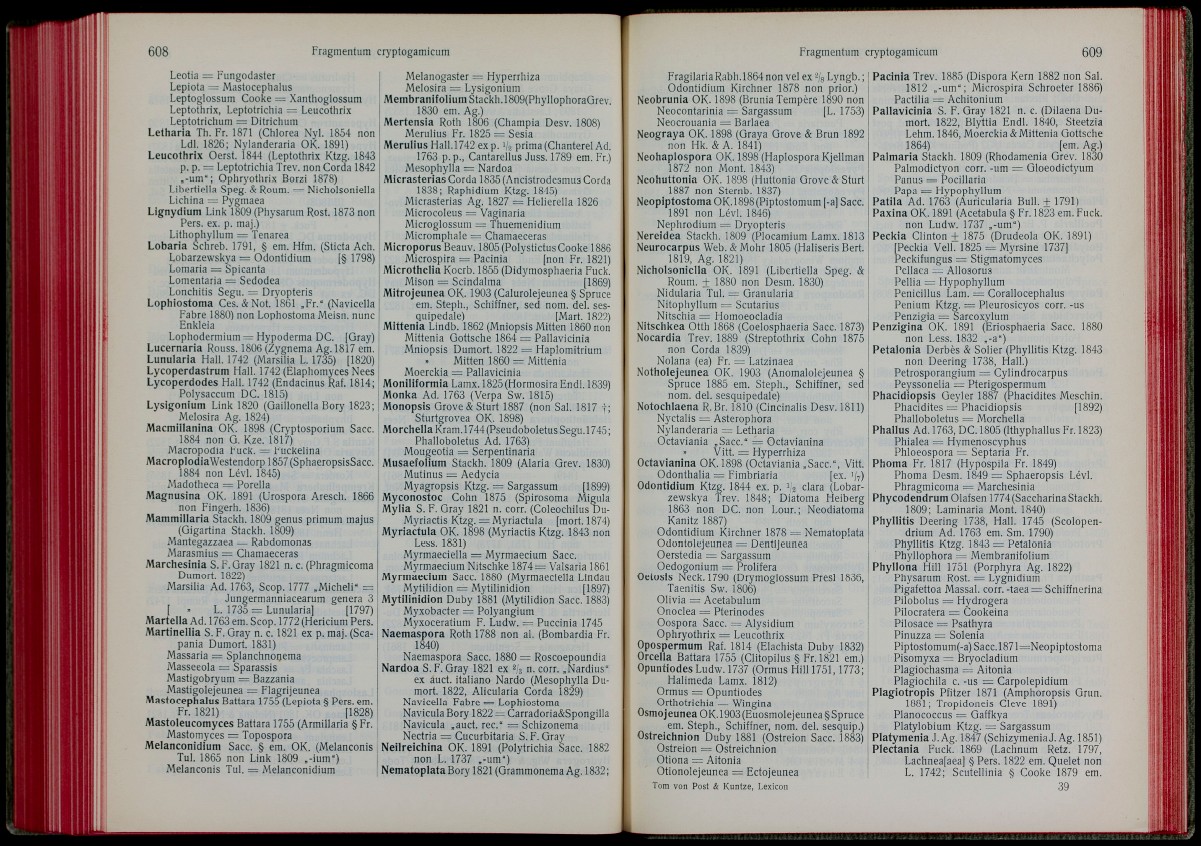 608
Fragmentum cryptogamicum
Leotia = Fungodaster
Lepiota = Mastocephalus
Leptoglossum Cooke = Xanthoglossum
Leptothrix, Leptotrichia = Leucothrix
Leptotrichum = Ditrichum
Letharia Th. Fr. 1871 (Chlorea Nyl. 1854 non
Ldl. 1826; Nylanderaria OK. 1891)
Leucothrix Oerst. 1844 (Leptothrix Ktzg. 1843
p. p. = Leptotrichia Trev. non Corda 1842
„-um“; Ophryothrix Borzi 1878)
Libertiella Speg. & Roum. = Nicholsoniella
Lichina = Pygmaea
Lignydium Link 1809 (Physarum Rost. 1873 non
Pers. ex. p. maj.)
Lithophyllum = Tenarea
Lobaria Schreb. 1791, § em. Hfm. (Sticta Ach.
Lobarzewskya = Odontidium [§ 1798)
Lomaria = Spicanta
Lomentaria = Sedodea
Lonchitis Segu. = Dryopteris
Lophiostoma Ces. & Not. 1861 „Fr.“ (Navicella
Fabre 1880) non Lophostoma Meisn. nunc
Enkleia
Lophodermium = Hypoderma DC. [Gray)
Lucernaria Rouss. 1806 (Zygnema Ag. 1817 em.
Lunularia Hall. 1742 (Marsilia L. 1735) [1820)
Lycoperdastrum Hall. 1742 (Elaphomyces Nees
Lycoperdodes Hall. 1742 (Endacinus Raf. 1814;
Polysaccum DC. 1815)
Lysigonium Link 1820 (Gaillonella Bory 1823;
Melosira Ag. 1824)
Macmillanina OK. 1898 (Cryptosporium Sacc.
1884 non G. Kze. 1817)
Macropodia Fuck. = Fuckelina
Macroplodia Westendorp 1857 (Sphaeropsis Sacc.
1884 non Lévl. 1845)
Madotheca = Porella
Magnusina OK. 1891 (Urospora Aresch. 1866
non Fingerh. 1836)
Mammillaria Stackh. 1809 genus primum majus
(Gigartina Stackh. 1809)
Mandegazzaea = Rabdomonas
Marasmius = Chamaeceras
Marchesinia S. F. Gray 1821 n. c. (Phragmicoma
Dumort. 1822)
Marsilia Ad. 1763, Scop. 1777 „Micheli“ =
Jungermanniacearum genera 3
[ „ L. 1735 = Lunularia] [1797)
Martella Ad. 1763 em. Scop. 1772 (Hericium Pers.
Martinellia S. F. Gray n. c. 1821 ex p. maj. (Sca-
pania Dumort. 1831)
Massaria = Splanchnonema
Masseeola = Sparassis
Mastigobryum = Bazzania
Mastigolejeunea = Flagrijeunea
Mastocephalus Battara 1755 (Lepiota § Pers. em.
Fr. 1821) [1828)
Mastoleucomyces Battara 1755 (Armillaria § Fr.
Mastomyces = Topospora
Melanconidium Sacc. § em. OK. (Melanconis
Tul. 1865 non Link 1809 „-ium“)
Melanconis Tul. = Melanconidium
Melanogaster = Hyperrhiza
Melosira = Lysigonium
Membranifolium Stackh. 1809 (Phyllophora Grev.
1830 em. Ag.)
Mertensia Roth 1806 (Champia Desv. 1808)
Merulius Fr. 1825 = Sesia
Merulius Hall. 1742 ex p. ½ prima (Chanterel Ad.
1763 p. p., Cantarellus Juss. 1789 em. Fr.)
Mesophylla = Nardoa
Micrasterias Corda 1835 (Ancistrodesmus Corda
1838; Raphidium Ktzg. 1845)
Micrasterias Ag. 1827 = Helierella 1826
Microcoleus = Vaginaria
Microglossum = Thuemenidium
Micromphale = Chamaeceras
Microporus Beauv. 1805 (Polystictus Cooke 1886
Microspira = Pacinia [non Fr. 1821)
Microthelia Koerb. 1855 (Didymosphaeria Fuck.
Mison = Scindalma [1869)
Mitrojeunea OK. 1903 (Calurolejeunea § Spruce
em. Steph., Schiffner, sed nom. del. ses-
quipedale) [Mart. 1822)
Mittenia Lindb. 1862 (Mniopsis Mitten 1860 non
Mittenia Gottsche 1864 = Pallavicinia
Mniopsis Dumort. 1822 = Haplomitrium
„ Mitten 1860 = Mittenia
Moerckia = Pallavicinia
Moniliformia Lamx. 1825 (Hormosira Endl. 1839)
Monka Ad. 1763 (Verpa Sw. 1815)
Monopsis Grove & Sturt 1887 (non Sal. 1817 †;
Sturtgrovea OK. 1898)
Morchella Kram. 1744 (Pseudoboletus Segu. 1745;
Phalloboletus Ad. 1763)
Mougeotia = Serpentinaria
Musaefolium Stackh. 1809 (Alaria Grev. 1830)
Mutinus = Aedycia
Myagropsis Ktzg. = Sargassum [1899)
Myconostoc Cohn 1875 (Spirosoma Migula
Mylia S. F. Gray 1821 n. corr. (Coleochilus Du-
Myriactis Ktzg. = Myriactula [mort. 1874)
Myriactula OK. 1898 (Myriactis Ktzg. 1843 non
Less. 1831)
Myrmaeciella = Myrmaecium Sacc.
Myrmaecium Nitschke 1874 = Valsaria 1861
Myrmaecium Sacc. 1880 (Myrmaeciella Lindau
Mytilidion = Mytilinidion [1897)
Mytilinidion Duby 1881 (Mytilidion Sacc. 1883)
Myxobacter = Polyangium
Myxoceratium F. Ludw. = Puccinia 1745
Naemaspora Roth 1788 non al. (Bombardia Fr.
1840)
Naemaspora Sacc. 1880 = Roscoepoundia
Nardoa S. F. Gray 1821 ex ⅔ n. corr. „Nardius“
ex auct. italiano Nardo (Mesophylla Du-
mort. 1822, Alicularia Corda 1829)
Navicella Fabre = Lophiostoma
Navicula Bory 1822 = Carradoria & Spongilla
Navicula „auct. rec.“ = Schizonema
Nectria = Cucurbitaria S. F. Gray
Neilreichina OK. 1891 (Polytrichia Sacc. 1882
non L. 1737 „-um“)
Nematoplata Bory 1821 (Grammonema Ag. 1832;
Fragmentum cryptogamicum
609
Fragilaria Rabh. 1864 non vel ex ²/₈ Lyngb.;
Odontidium Kirchner 1878 non prior.)
Neobrunia OK. 1898 (Brunia Tempère 1890 non
Neocontarinia = Sargassum [L. 1753)
Neocrouania = Barlaea
Neograya OK. 1898 (Graya Grove & Brun 1892
non Hk. & A. 1841)
Neohaplospora OK. 1898 (Haplospora Kjellman
1872 non Mont. 1843)
Neohuttonia OK. 1898 (Huttonia Grove & Sturt
1887 non Sternb. 1837)
Neopiptostoma OK. 1898 (Piptostomum [-a] Sacc.
1891 non Lévl. 1846)
Nephrodium = Dryopteris
Nereidea Stackh. 1809 (Plocamium Lamx. 1813
Neurocarpus Web. & Mohr 1805 (Haliseris Bert.
1819, Ag. 1821)
Nicholsoniella OK. 1891 (Libertiella Speg. &
Roum. ± 1880 non Desm. 1830)
Nidularia Tul. = Granularia
Nitophyllum = Scutarius
Nitschia = Homoeocladia
Nitschkea Otth 1868 (Coelosphaeria Sacc. 1873)
Nocardia Trev. 1889 (Streptothrix Cohn 1875
non Corda 1839)
Nolana (ea) Fr. = Latzinaea
Notholejeunea OK. 1903 (Anomalolejeunea §
Spruce 1885 em. Steph., Schiffner, sed
nom. del. sesquipedale)
Notochlaena R. Br. 1810 (Cincinalis Desv. 1811)
Nyctalis = Asterophora
Nylanderaria = Letharia
Octaviania „Sacc.“ = Octavianina
„ Vitt. = Hyperrhiza
Octavianina OK. 1898 (Octaviania „Sacc.“, Vitt.
Odonthalia = Fimbriaria [ex. ¹/₇)
Odontidium Ktzg. 1844 ex. p. ½ clara (Lobar-
zewskya Trev. 1848; Diatoma Heiberg
1863 non DC. non Lour.; Neodiatoma
Kanitz 1887)
Odontidium Kirchner 1878 = Nematoplata
Odontolejeunea = Dentijeunea
Oerstedia = Sargassum
Oedogonium = Prolifera
Oetosis Neck. 1790 (Drymoglossum Presl 1836,
Taenitis Sw. 1806)
Olivia = Acetabulum
Onoclea = Pterinodes
Oospora Sacc. = Alysidium
Ophryothrix = Leucothrix
Opospermum Raf. 1814 (Elachista Duby 1832)
Orcella Battara 1755 (Clitopilus § Fr. 1821 em.)
Opuntiodes Ludw. 1737 (Ormus Hill 1751, 1773;
Halimeda Lamx. 1812)
Ormus = Opuntiodes
Orthotrichia = Wingina
Osmojeunea OK. 1903 (Euosmolejeunea § Spruce
em. Steph., Schiffner, nom. del. sesquip.)
Ostreichnion Duby 1881 (Ostreion Sacc. 1883)
Ostreion = Ostreichnion
Otiona = Aitonia
Otionolejeunea = Ectojeunea
Pacinia Trev. 1885 (Dispora Kern 1882 non Sal.
1812 „-um“; Microspira Schroeter 1886)
Pactilia = Achitonium
Pallavicinia S. F. Gray 1821 n. c. (Dilaena Du-
mort. 1822, Blyttia Endl. 1840, Steetzia
Lehm. 1846, Moerckia & Mittenia Gottsche
1864) [em. Ag.)
Palmaria Stackh. 1809 (Rhodamenia Grev. 1830
Palmodictyon corr. -um = Gloeodictyum
Panus = Pocillaria
Papa = Hypophyllum
Patila Ad. 1763 (Auricularia Bull. ± 1791)
Paxina OK. 1891 (Acetabula § Fr. 1823 em. Fuck.
non Ludw. 1737 „-um“)
Peckia Clinton ± 1875 (Drudeola OK. 1891)
[Peckia Vell. 1825 = Myrsine 1737]
Peckifungus = Stigmatomyces
Pellaea = Allosorus
Pellia = Hypophyllum
Penicillus Lam. = Corallocephalus
Penium Ktzg. = Pleurosicyos corr. -us
Penzigia = Sarcoxylum
Penzigina OK. 1891 (Eriosphaeria Sacc. 1880
non Less. 1832 „-a“)
Petalonia Derbès & Solier (Phyllitis Ktzg. 1843
non Deering 1738, Hall.)
Petrosporangium = Cylindrocarpus
Peyssonelia = Pterigospermum
Phacidiopsis Geyler 1887 (Phacidites Meschin.
Phacidites = Phacidiopsis [1892)
Phalloboletus = Morchella
Phallus Ad. 1763, DC. 1805 (Ithyphallus Fr. 1823)
Phialea = Hymenoscyphus
Phloeospora = Septaria Fr.
Phoma Fr. 1817 (Hypospila Fr. 1849)
Phoma Desm. 1849 = Sphaeropsis Lévl.
Phragmicoma = Marchesinia
Phycodendrum Olafsen 1774 (Saccharina Stackh.
1809; Laminaria Mont. 1840)
Phyllitis Deering 1738, Hall. 1745 (Scolopen-
drium Ad. 1763 em. Sm. 1790)
Phyllitis Ktzg. 1843 = Petalonia
Phyllophora = Membranifolium
Phyllona Hill 1751 (Porphyra Ag. 1822)
Physarum Rost. = Lygnidium
Pigafettoa Massal. corr. -taea = Schiffnerina
Pilobolus = Hydrogera
Pilocratera = Cookeina
Pilosace = Psathyra
Pinuzza = Solenia
Piptostomum(-a) Sacc. 1871 = Neopiptostoma
Pisomyxa = Bryocladium
Plagiochasma = Aitonia
Plagiochila c. -us = Carpolepidium
Plagiotropis Pfitzer 1871 (Amphoropsis Grun.
1861; Tropidoneis Cleve 1891)
Planococcus = Gaffkya
Platylobium Ktzg. = Sargassum
Platymenia J. Ag. 1847 (Schizymenia J. Ag. 1851)
Plectania Fuck. 1869 (Lachnum Retz. 1797,
Lachnea[aea] § Pers. 1822 em. Quelet non
L. 1742; Scutellinia § Cooke 1879 em.
Tom von Post & Kuntze, Lexicon
39